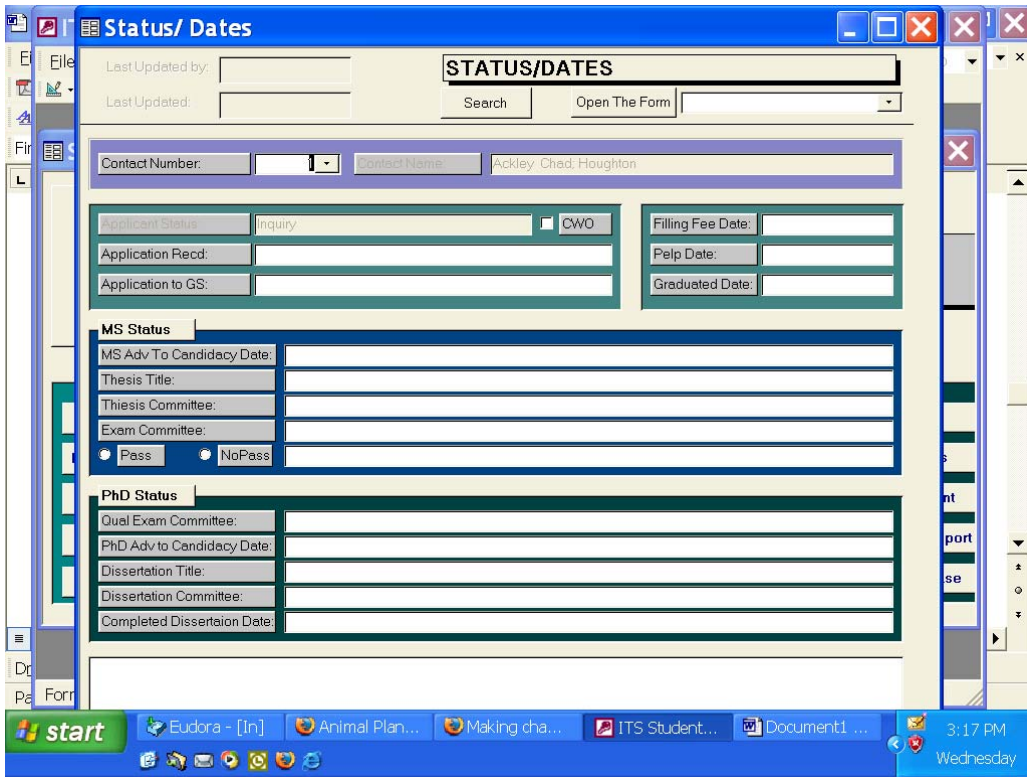 Status/ Dates
File
Last Updated by:
STATUS/DATES
Last Updated:
Search
Open The Form
Contact Number:
Contact Name:
Ackley Chad; Houghton
Applicant Status
Inquiry
CWO
Filling Fee Date:
Application Recd:
Pelp Date:
Application to GS:
Graduated Date:
MS Status
MS Adv To Candidacy Date:
Thesis Title:
Thiesis Committee:
Exam Committee:
Pass
NoPass
PhD Status
Qual Exam Committee:
PhD Adv to Candidacy Date:
Dissertation Title:
Dissertation Committee:
Completed Dissertaion Date:
start
Eudora - [In]
Animal Plan...
Making cha...
ITS Student...
Document1 ...
3:17 PM
Wednesday